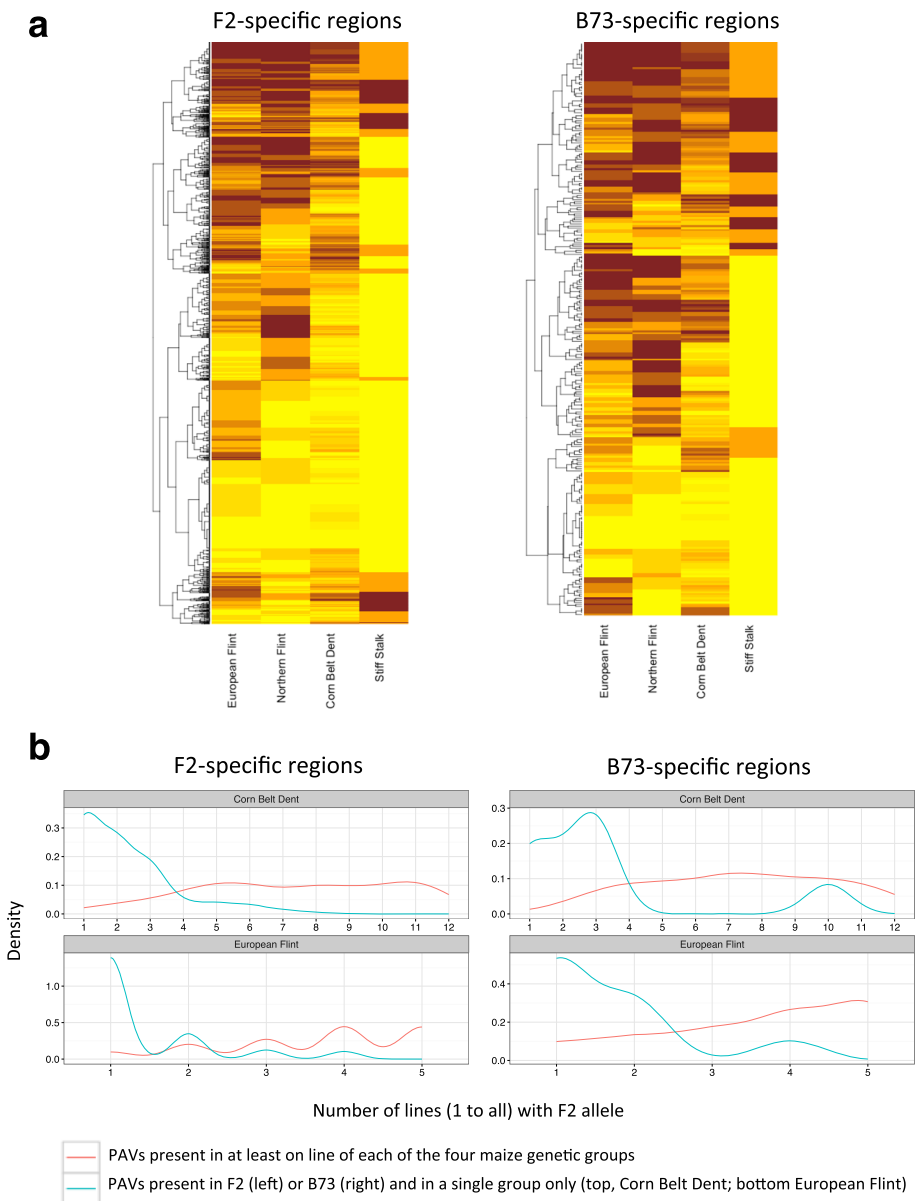 a
F2-specific regions
B73-specific regions
European Flint
Northern Flint
Corn Belt Dent
Stiff Stalk
European Flint
Northern Flint
Corn Belt Dent
Stiff Stalk
b
F2-specific regions
B73-specific regions
Density
Corn Belt Dent
0.3
0.2
0.1
0.0
1 2 3 4 5 6 7 8 9 10 11 12
Corn Belt Dent
0.3
0.2
0.1
0.0
1 2 3 4 5 6 7 8 9 10 11 12
European Flint
1.0
0.5
0.0
1 2 3 4 5
European Flint
0.4
0.2
0.0
1 2 3 4 5
Number of lines (1 to all) with F2 allele
PAVs present in at least on line of each of the four maize genetic groups
PAVs present in F2 (left) or B73 (right) and in a single group only (top, Corn Belt Dent; bottom European Flint)